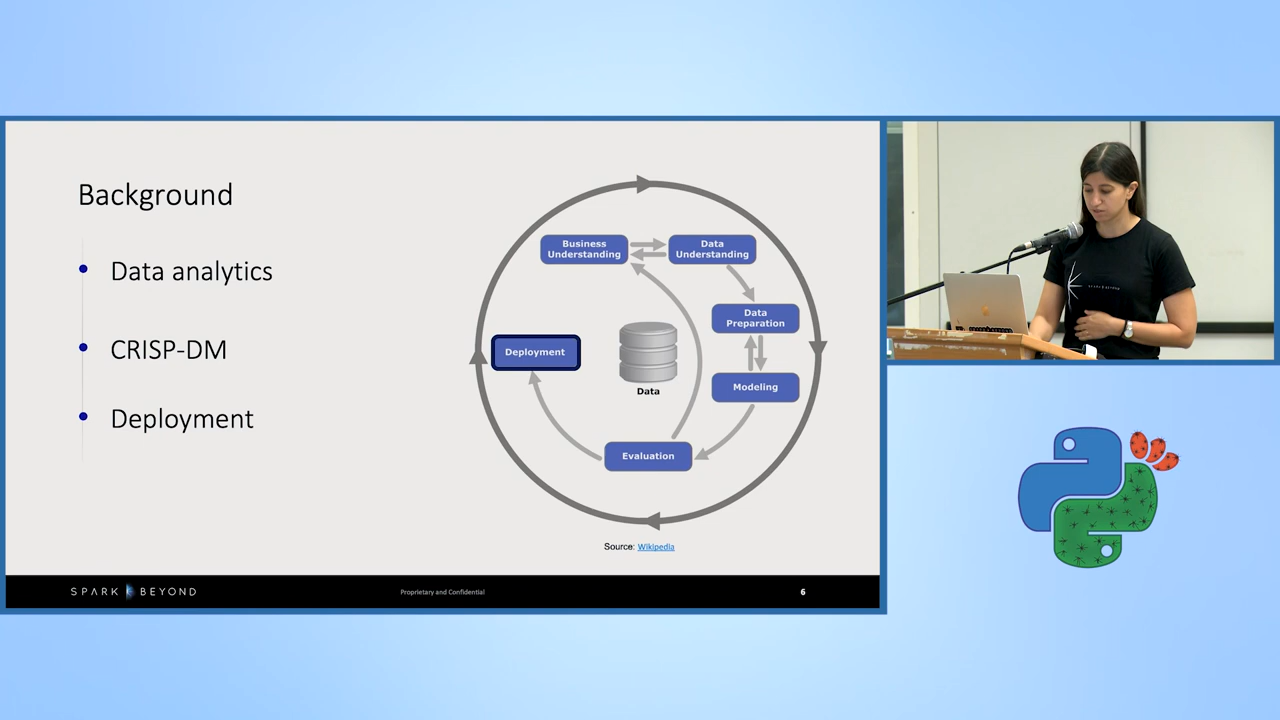 Background
Data analytics
CRISP-DM
Deployment
Business
Understanding
Data
Understanding
Data
Preparation
Modeling
Evaluation
Deployment
Data
Source: Wikipedia
SPARK BEYOND
Proprietary and Confidential
6